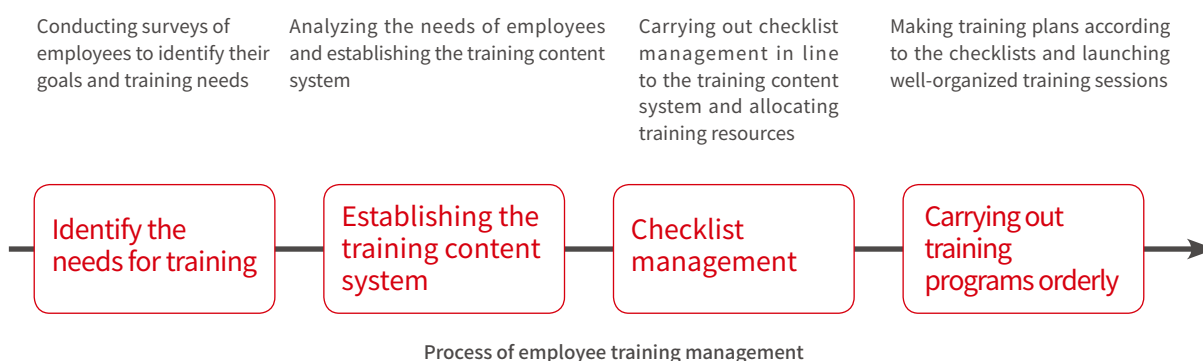 Conducting surveys of
employees to identify their
goals and training needs
Analyzing the needs of employees
and establishing the training content
system
Carrying out checklist
management in line
to the training content
system and allocating
training resources
Making training plans according
to the checklists and launching
well-organized training sessions
Identify the
needs for training
Establishing the
training content
system
Checklist
management
Carrying out
training
programs orderly
Process of employee training management